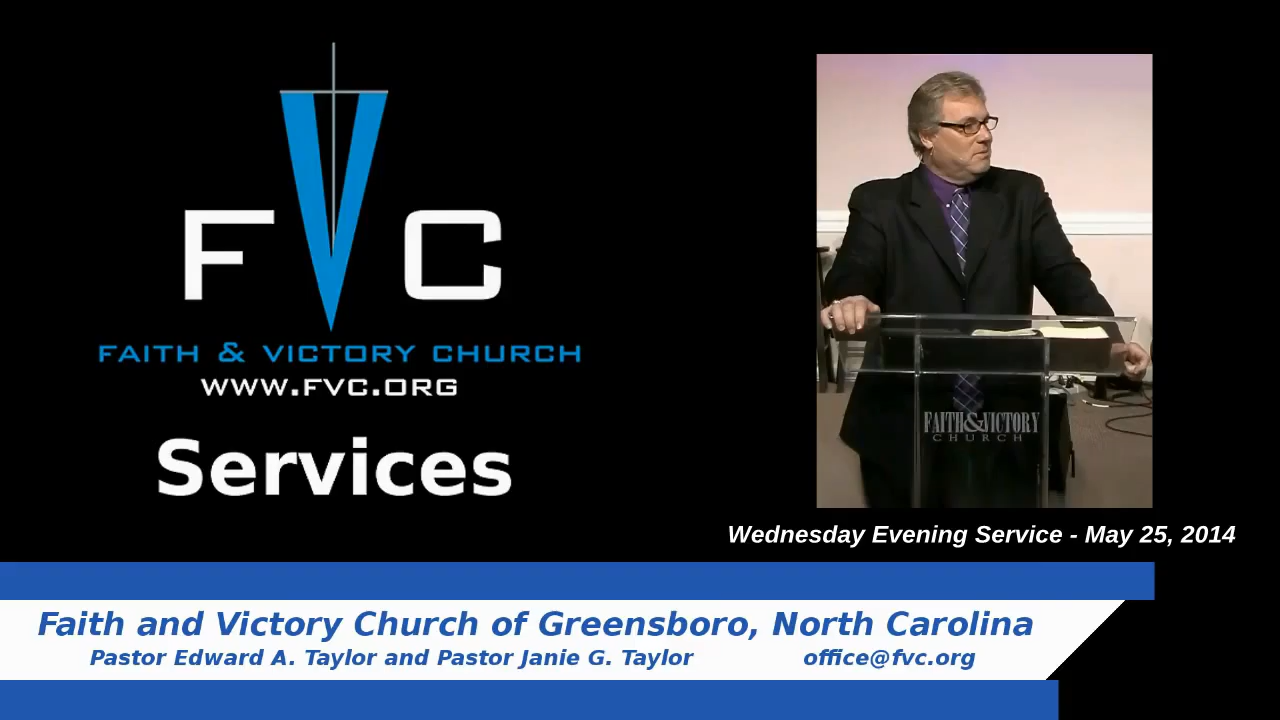 FVC
FAITH & VICTORY CHURCH
WWW.FVC.ORG
Services
FAITH&VICTORY
CHURCH
Wednesday Evening Service - May 25, 2014
Faith and Victory Church of Greensboro, North Carolina
Pastor Edward A. Taylor and Pastor Janie G. Taylor office@fvc.org